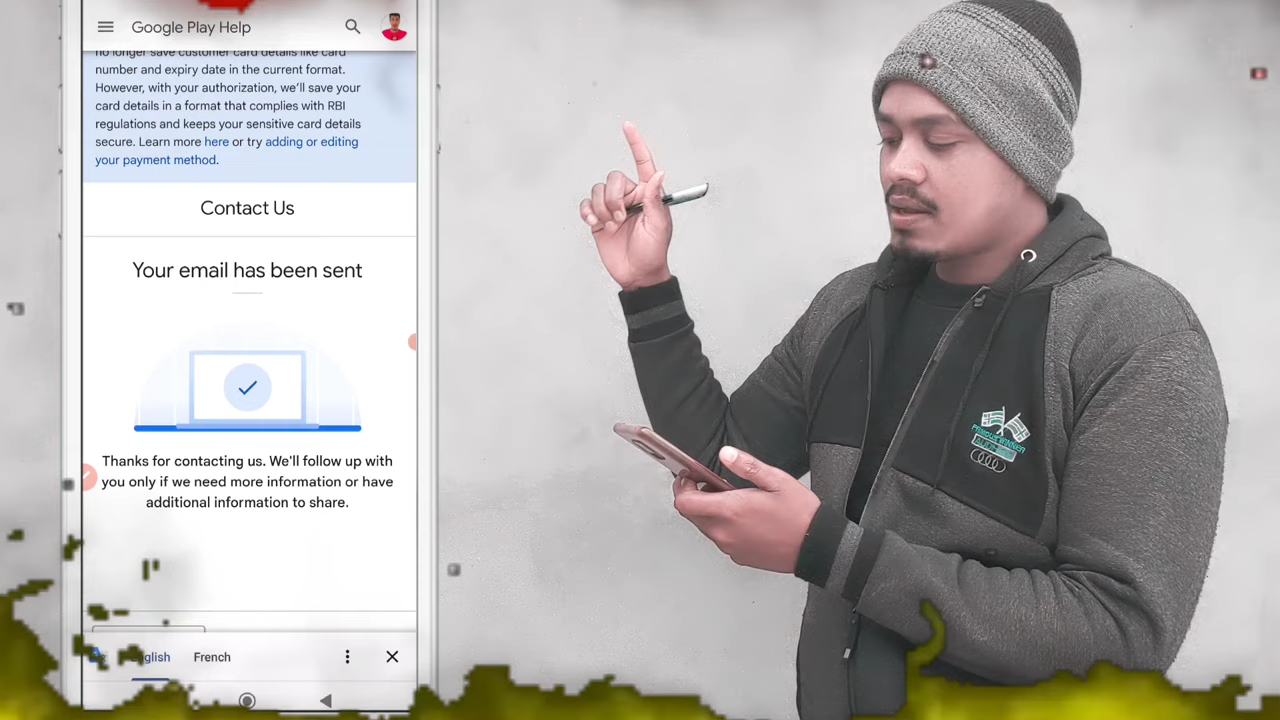 Google Play Help
no longer save customer card details like card
number and expiry date in the current format.
However, with your authorization, we'll save your
card details in a format that complies with RBI
regulations and keeps your sensitive card details
secure. Learn more here or try adding or editing
your payment method.
Contact Us
Your email has been sent
Thanks for contacting us. We'll follow up with
you only if we need more information or have
additional information to share.
English French